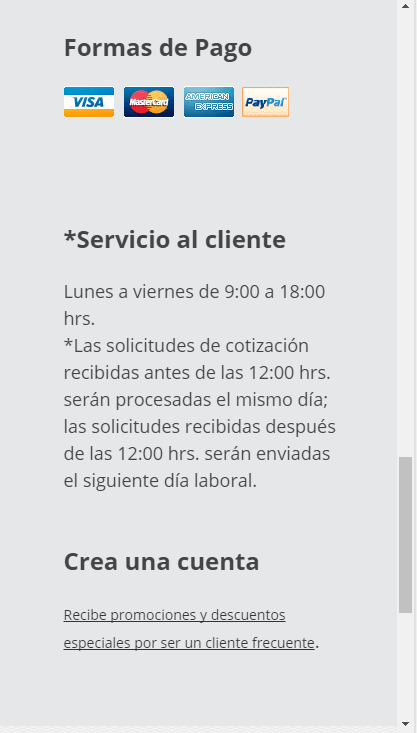 Formas de Pago
VISA MasterCard AMERICAN EXPRESS PayPal
*Servicio al cliente
Lunes a viernes de 9:00 a 18:00
hrs.
*Las solicitudes de cotización
recibidas antes de las 12:00 hrs.
serán procesadas el mismo día;
las solicitudes recibidas después
de las 12:00 hrs. serán enviadas
el siguiente día laboral.
Crea una cuenta
Recibe promociones y descuentos
especiales por ser un cliente frecuente.